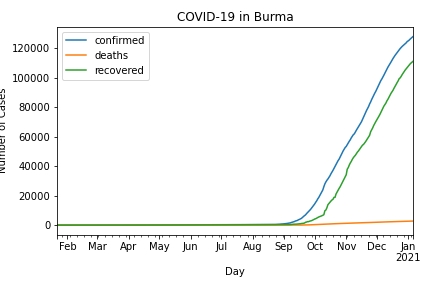 COVID-19 in Burma
confirmed
deaths
recovered
120000
100000
80000
60000
40000
20000
0
Number of Cases
Feb Mar Apr May Jun Jul Aug Sep Oct Nov Dec Jan
2021
Day